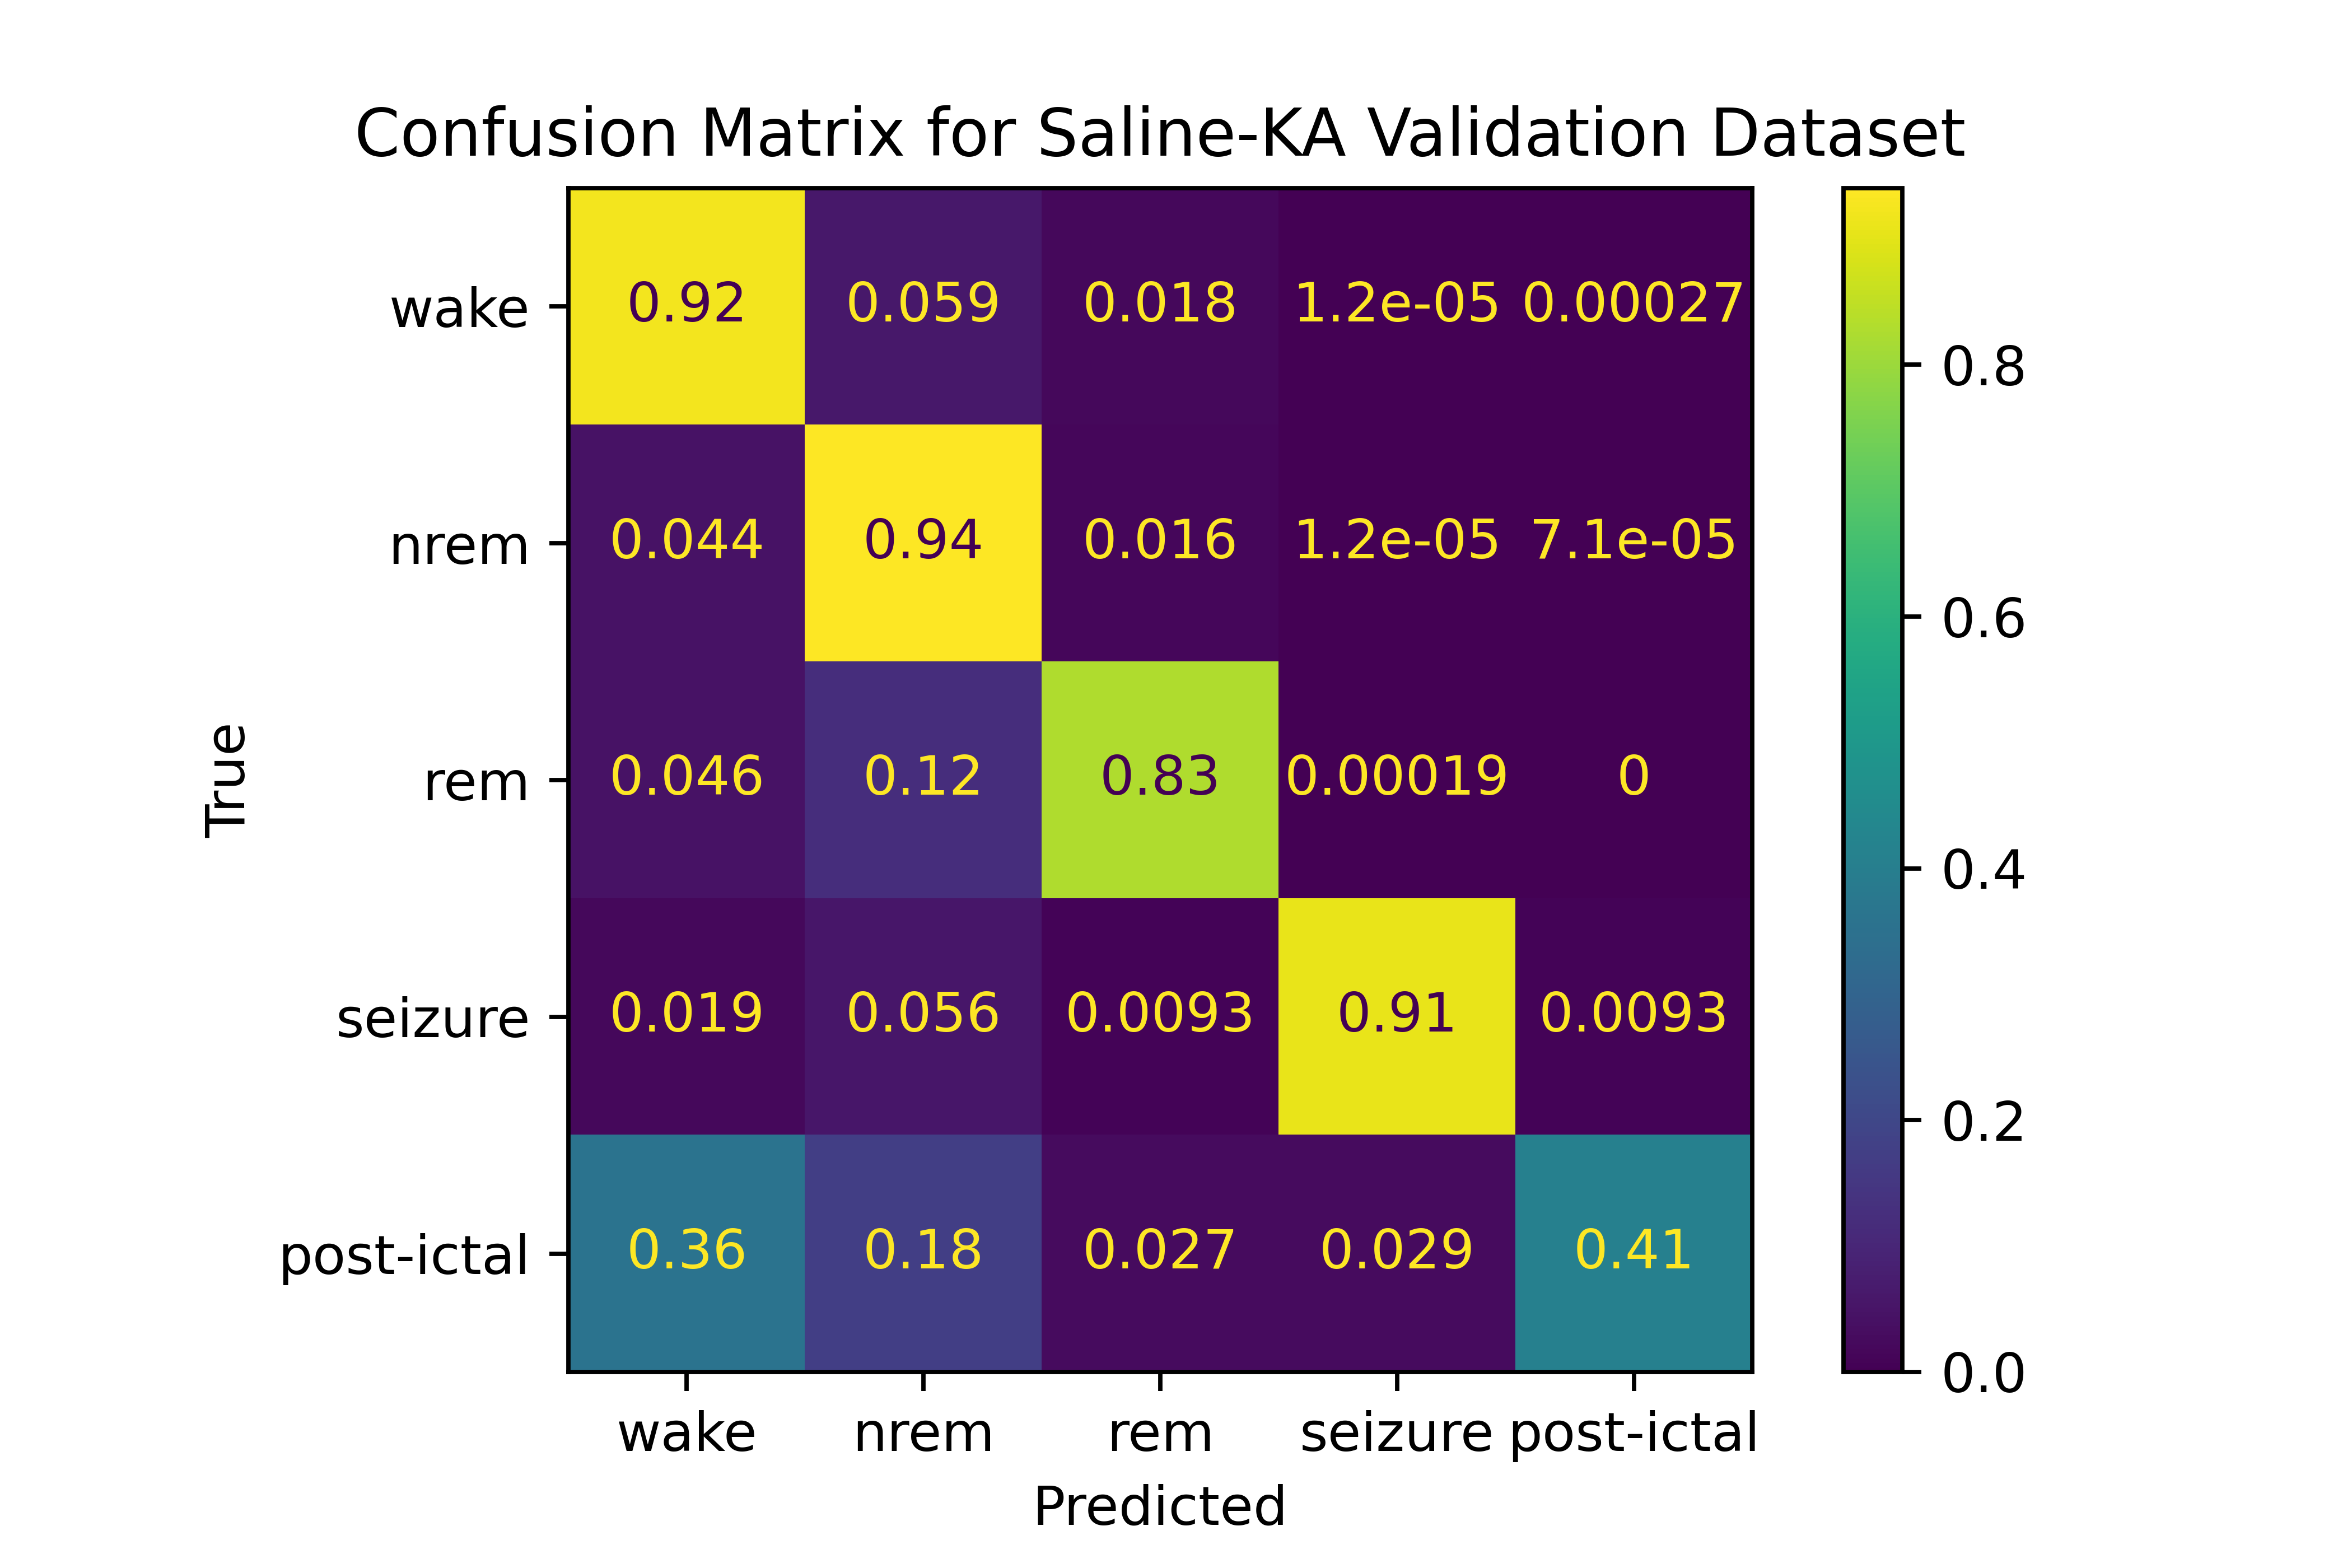 Confusion Matrix for Saline-KA Validation Dataset
wake 0.92 0.059 0.018 1.2e-05 0.00027
nrem 0.044 0.94 0.016 1.2e-05 7.1e-05
rem 0.046 0.12 0.83 0.00019 0
seizure 0.019 0.056 0.0093 0.91 0.0093
post-ictal 0.36 0.18 0.027 0.029 0.41
True
wake nrem rem seizure post-ictal
Predicted
0.8
0.6
0.4
0.2
0.0